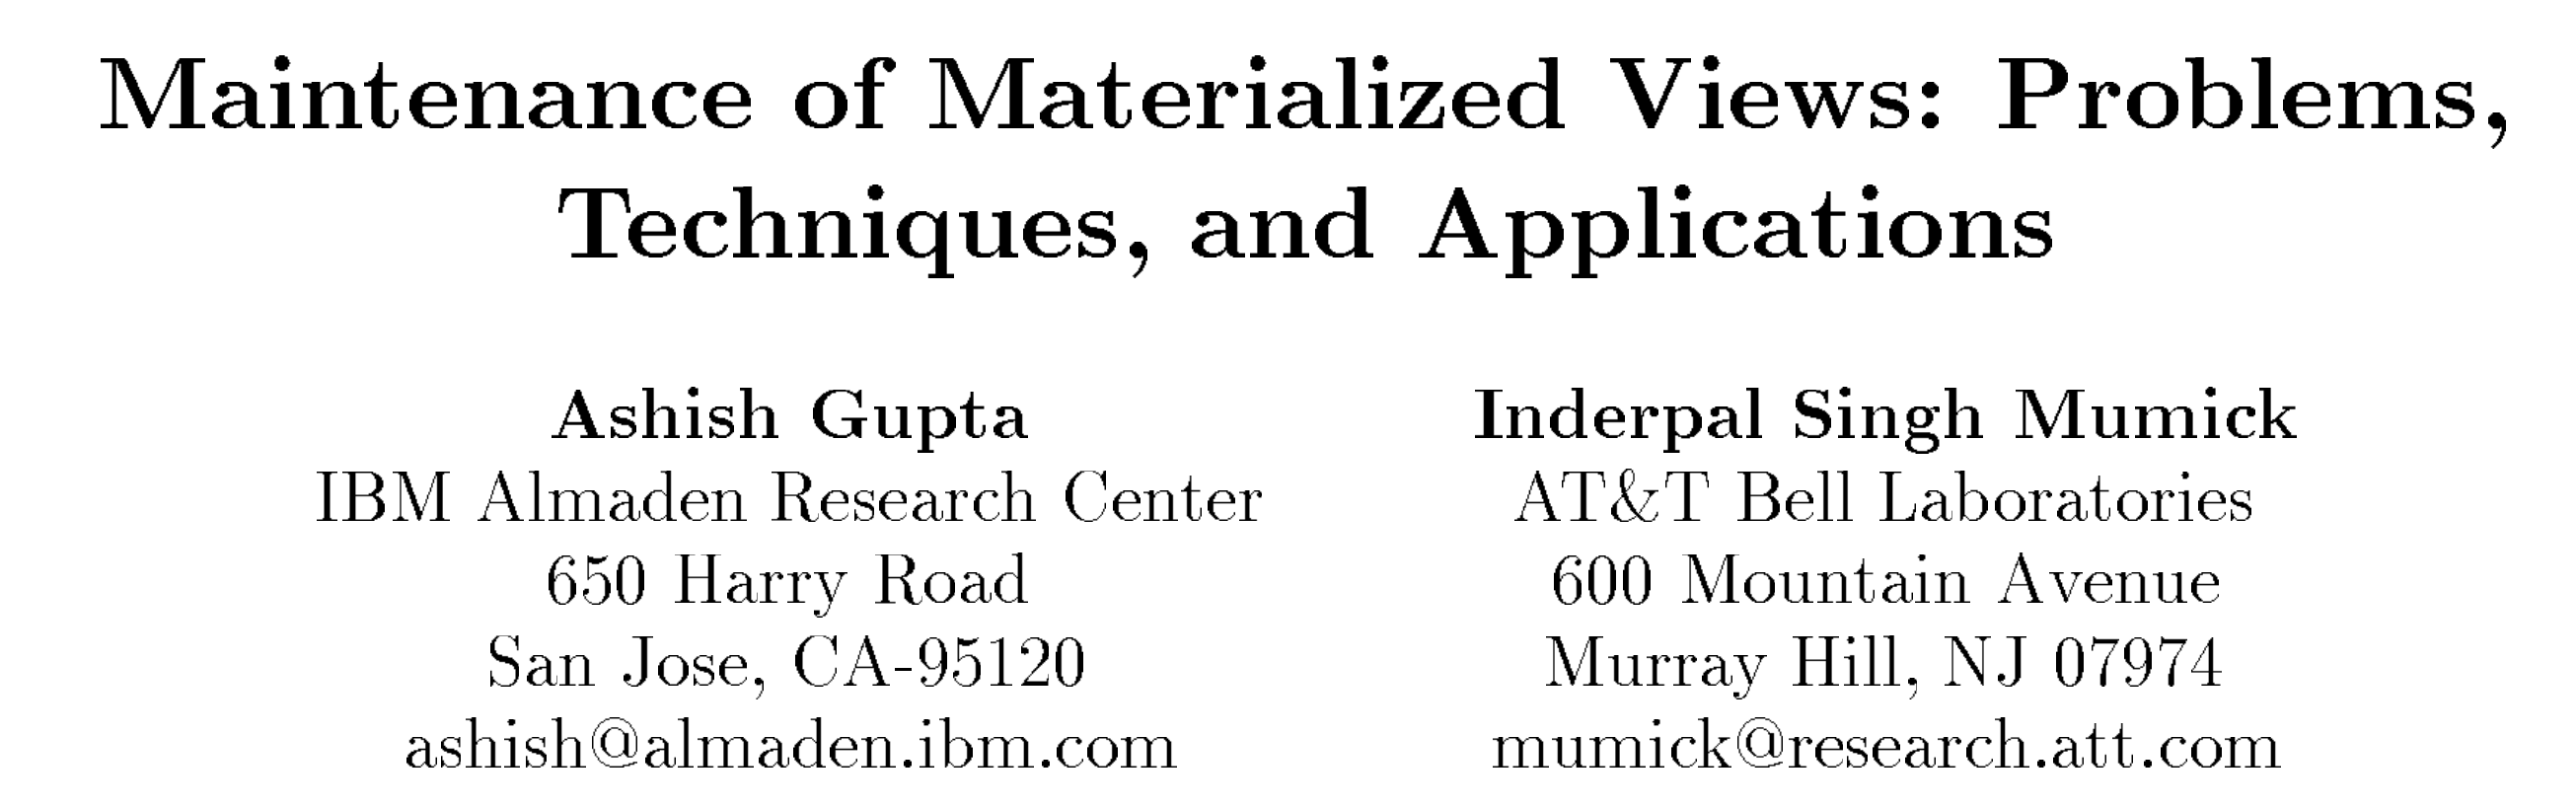 Maintenance of Materialized Views: Problems,
Techniques, and Applications
Ashish Gupta
IBM Almaden Research Center
650 Harry Road
San Jose, CA-95120
ashish@almaden.ibm.com
Inderpal Singh Mumick
AT&T Bell Laboratories
600 Mountain Avenue
Murray Hill, NJ 07974
mumick@research.att.com